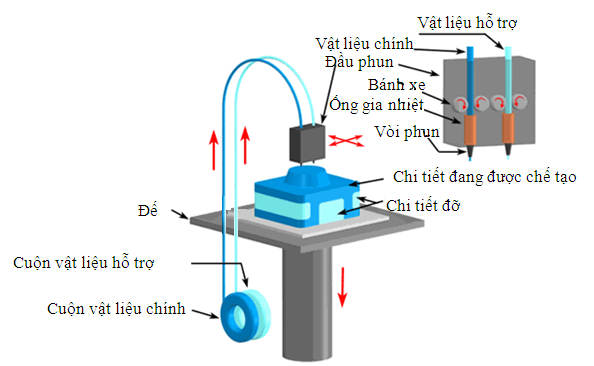 Vật liệu hỗ trợ
Vật liệu chính
Đầu phun
Bánh xe
Ống gia nhiệt
Vòi phun
Chi tiết đang được chế tạo
Chi tiết đỡ
Đế
Cuộn vật liệu hỗ trợ
Cuộn vật liệu chính